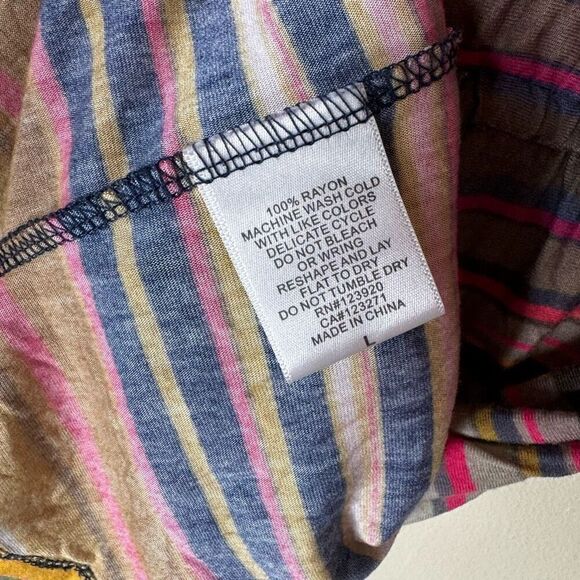 100% RAYON
MACHINE WASH COLD
WITH LIKE COLORS
DELICATE CYCLE
DO NOT BLEACH
OR WRING
RESHAPE AND LAY
FLAT TO DRY
DO NOT TUMBLE DRY
RN#123920
CA#123271
MADE IN CHINA
L